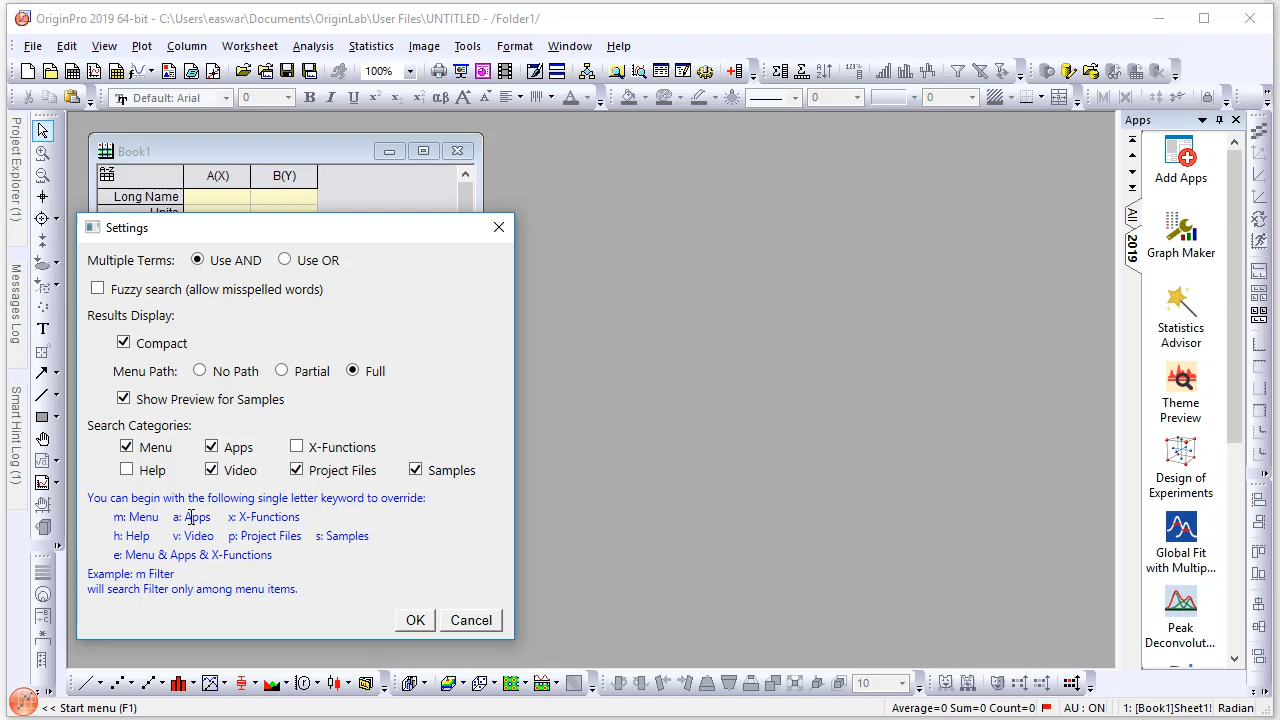 OriginPro 2019 64-bit - C:\Users\easwar\Documents\OriginLab\User Files\UNTITLED - /Folder1/
File Edit View Plot Column Worksheet Analysis Statistics Image Tools Format Window Help
100%
Default: Arial 0 B I U αβ A A A 0 0
Project Explorer (1)
Messages Log
Smart Hint Log (1)
Book1
A(X) B(Y)
Long Name
Units
Settings
Multiple Terms: Use AND Use OR
Fuzzy search (allow misspelled words)
Results Display:
Compact
Menu Path: No Path Partial Full
Show Preview for Samples
Search Categories:
Menu Apps X-Functions
Help Video Project Files Samples
You can begin with the following single letter keyword to override:
m: Menu a: Apps x: X-Functions
h: Help v: Video p: Project Files s: Samples
e: Menu & Apps & X-Functions
Example: m Filter
will search Filter only among menu items.
OK Cancel
Apps
All
2019
Add Apps
Graph Maker
Statistics
Advisor
Theme
Preview
Design of
Experiments
Global Fit
with Multip...
Peak
Deconvolut...
10
<< Start menu (F1)
Average=0 Sum=0 Count=0 AU : ON 1: [Book1]Sheet1! Radian